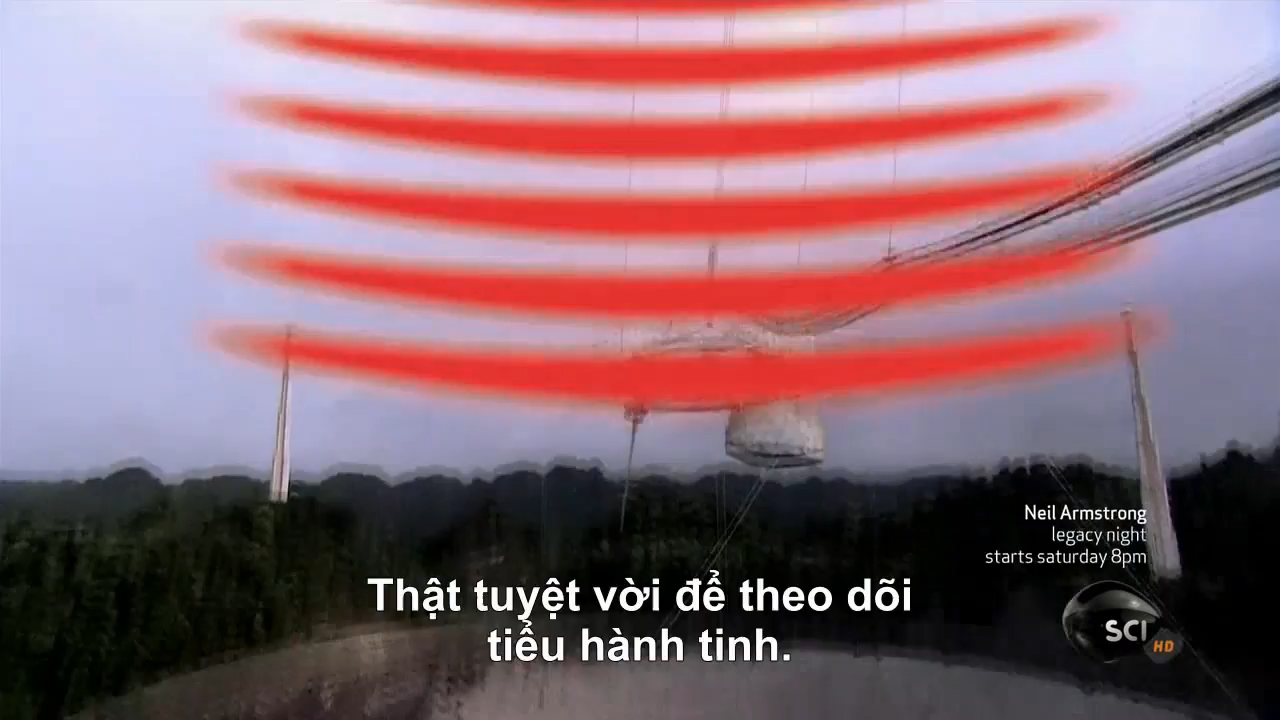 Neil Armstrong
legacy night
starts saturday 8pm
Thật tuyệt vời để theo dõi
tiểu hành tinh.
SCI
HD